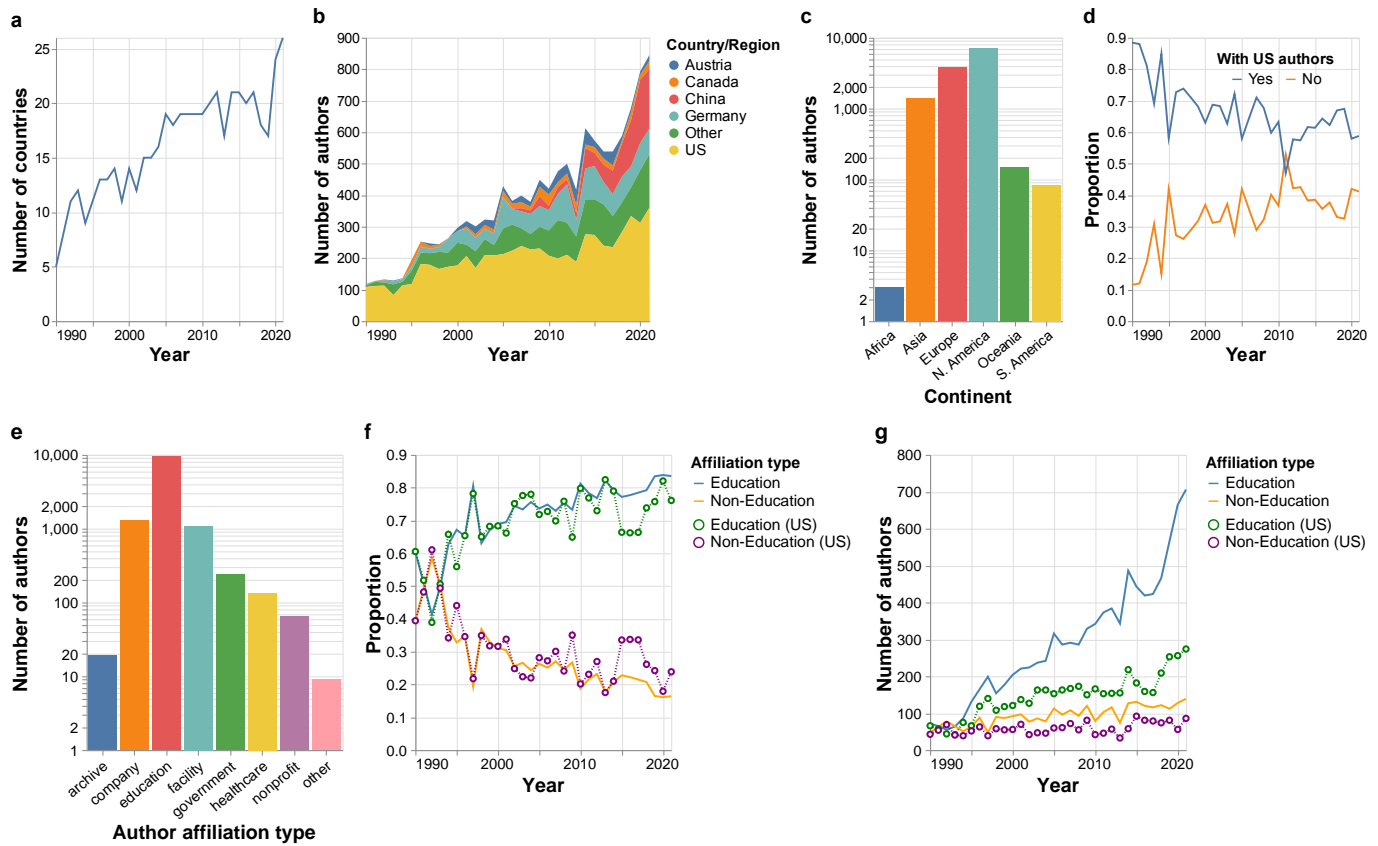 a
Number of countries
25
20
15
10
5
0
1990 2000 2010 2020
Year
b
Number of authors
900
800
700
600
500
400
300
200
100
0
1990 2000 2010 2020
Year
Country/Region
Austria
Canada
China
Germany
Other
US
c
Number of authors
10,000
2,000
1,000
200
100
20
10
2
1
Africa Asia Europe N. America Oceania S. America
Continent
d
Proportion
0.9
0.8
0.7
0.6
0.5
0.4
0.3
0.2
0.1
0.0
With US authors
Yes No
1990 2000 2010 2020
Year
e
Number of authors
10,000
2,000
1,000
200
100
20
10
2
1
archive company education facility government healthcare nonprofit other
Author affiliation type
f
Proportion
0.9
0.8
0.7
0.6
0.5
0.4
0.3
0.2
0.1
0.0
1990 2000 2010 2020
Year
Affiliation type
Education
Non-Education
Education (US)
Non-Education (US)
g
Number of authors
800
700
600
500
400
300
200
100
0
1990 2000 2010 2020
Year
Affiliation type
Education
Non-Education
Education (US)
Non-Education (US)